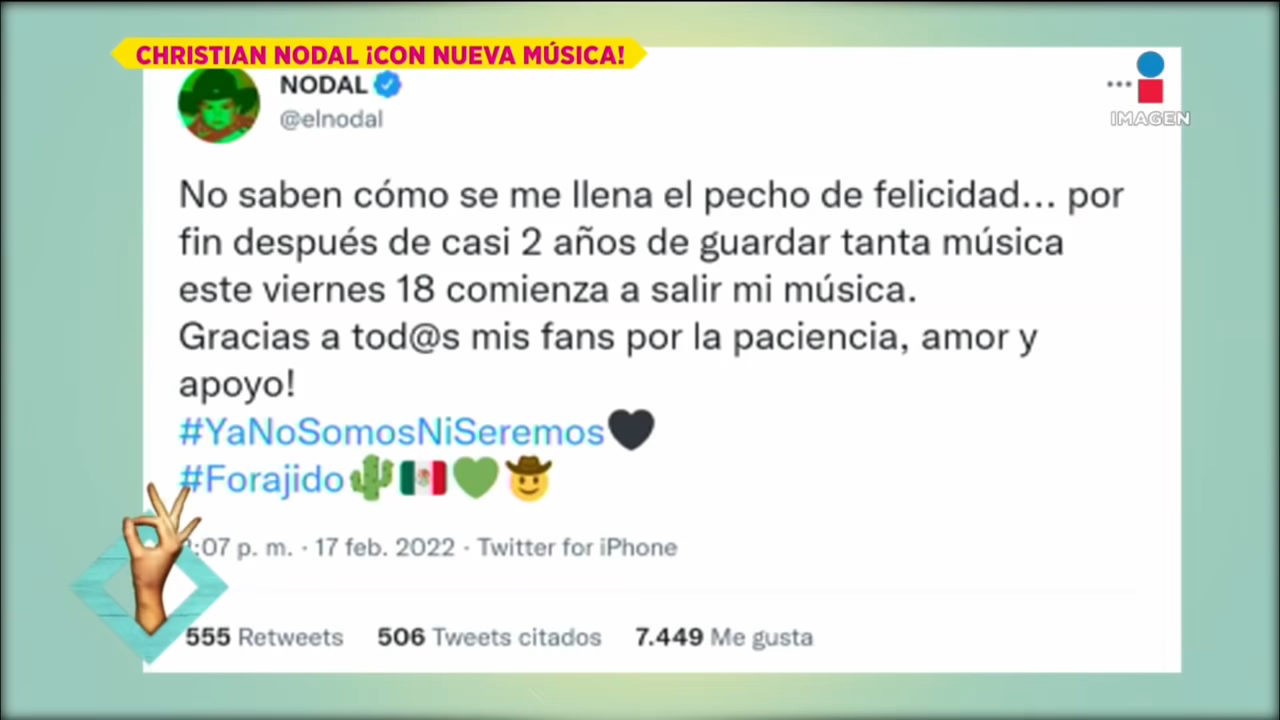 CHRISTIAN NODAL ¡CON NUEVA MÚSICA!
NODAL
@elnodal
IMAGEN
No saben cómo se me llena el pecho de felicidad... por
fin después de casi 2 años de guardar tanta música
este viernes 18 comienza a salir mi música.
Gracias a tod@s mis fans por la paciencia, amor y
apoyo!
#YaNoSomosNiSeremos🖤
#Forajido🌵🇲🇽💚🤠
:07 p. m. · 17 feb. 2022 · Twitter for iPhone
555 Retweets 506 Tweets citados 7.449 Me gusta